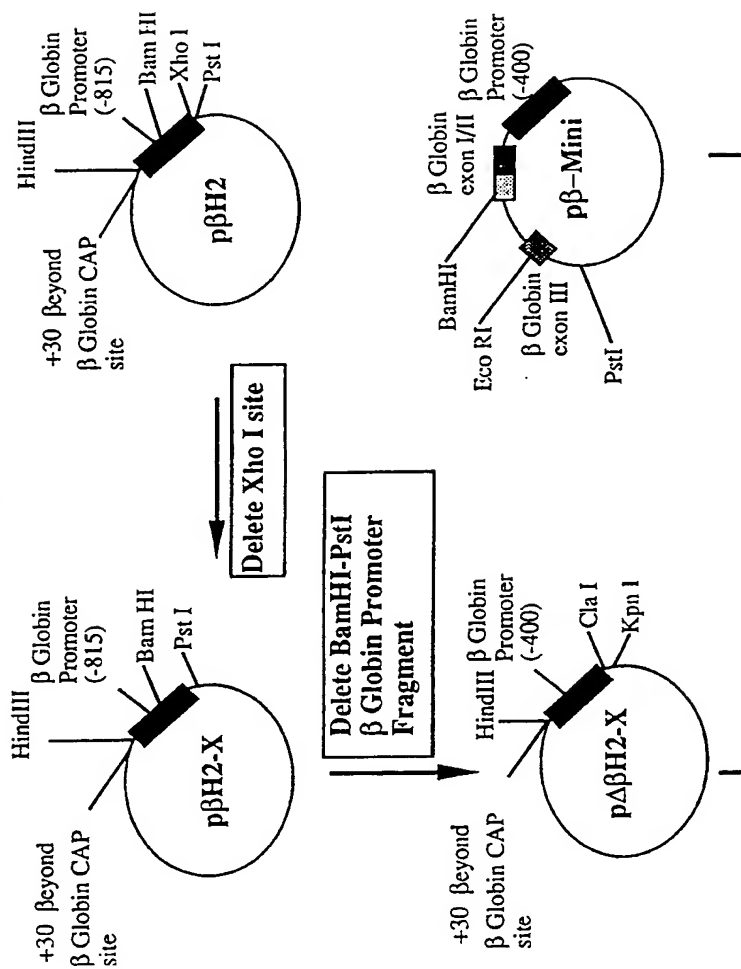 +30 βeyond
β Globin CAP
site
HindIII
β Globin
Promoter
(-815)
Bam HI
Pst I
pβH2-X
Delete Xho I site
+30 βeyond
β Globin CAP
site
HindIII
β Globin
Promoter
(-815)
Bam HI
Xho I
Pst I
pβH2
Delete BamHI-PstI
β Globin Promoter
Fragment
+30 βeyond
β Globin CAP
site
HindIII
β Globin
Promoter
(-400)
Cla I
Kpn I
pΔβH2-X
BamHI
Eco RI
β Globin
exon III
PstI
β Globin
exon I/II
β Globin
Promoter
(-400)
pβ-Mini